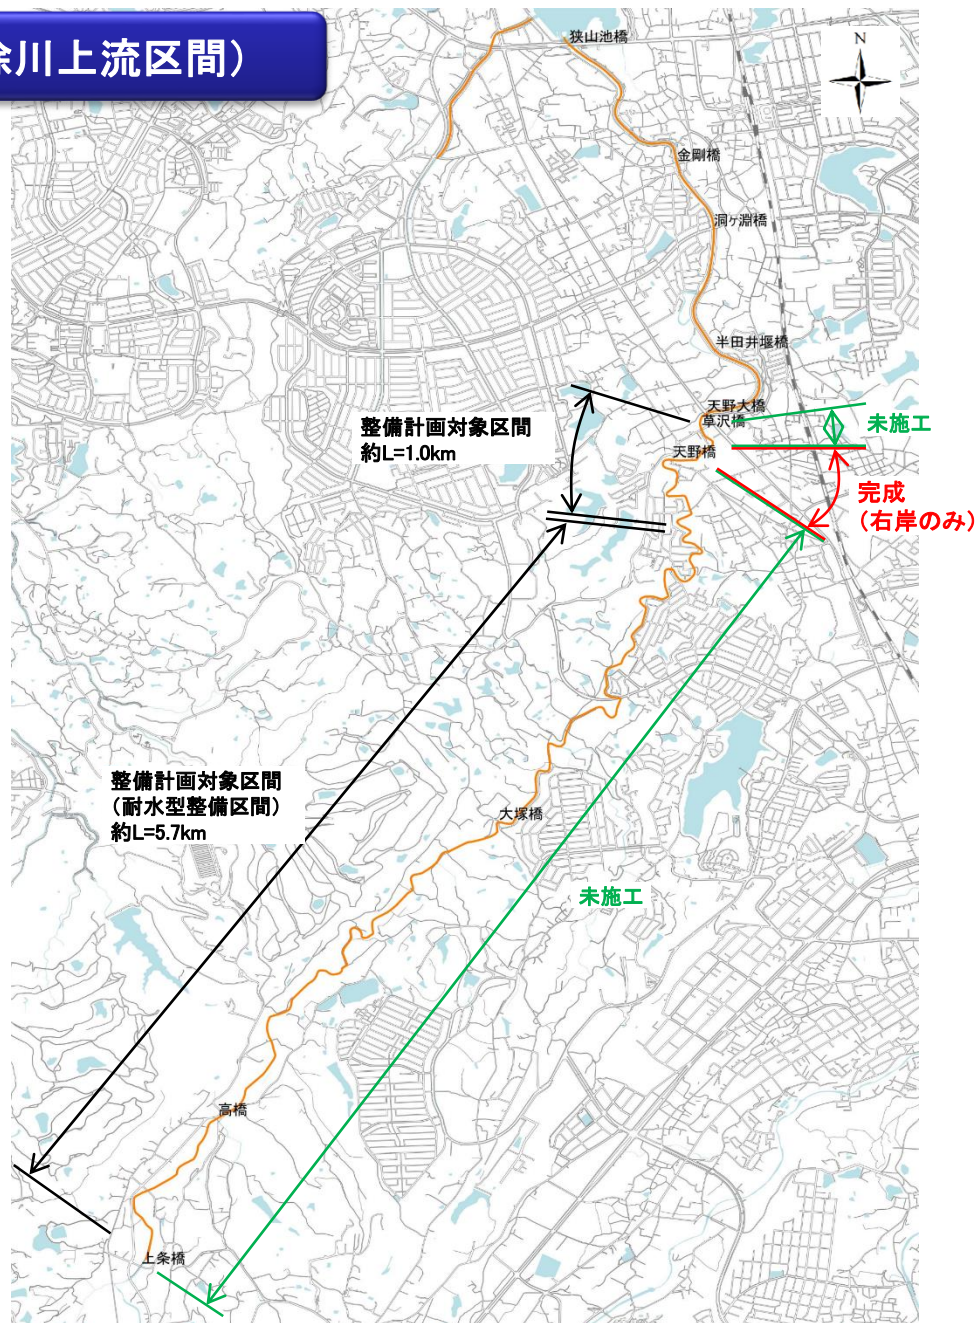 川上流区間）
N
狭山池橋
金剛橋
洞ヶ淵橋
半田井堰橋
天野大橋
草沢橋
未施工
整備計画対象区間
約L=1.0km
天野橋
完成
（右岸のみ）
整備計画対象区間
（耐水型整備区間）
約L=5.7km
大塚橋
未施工
高橋
上条橋